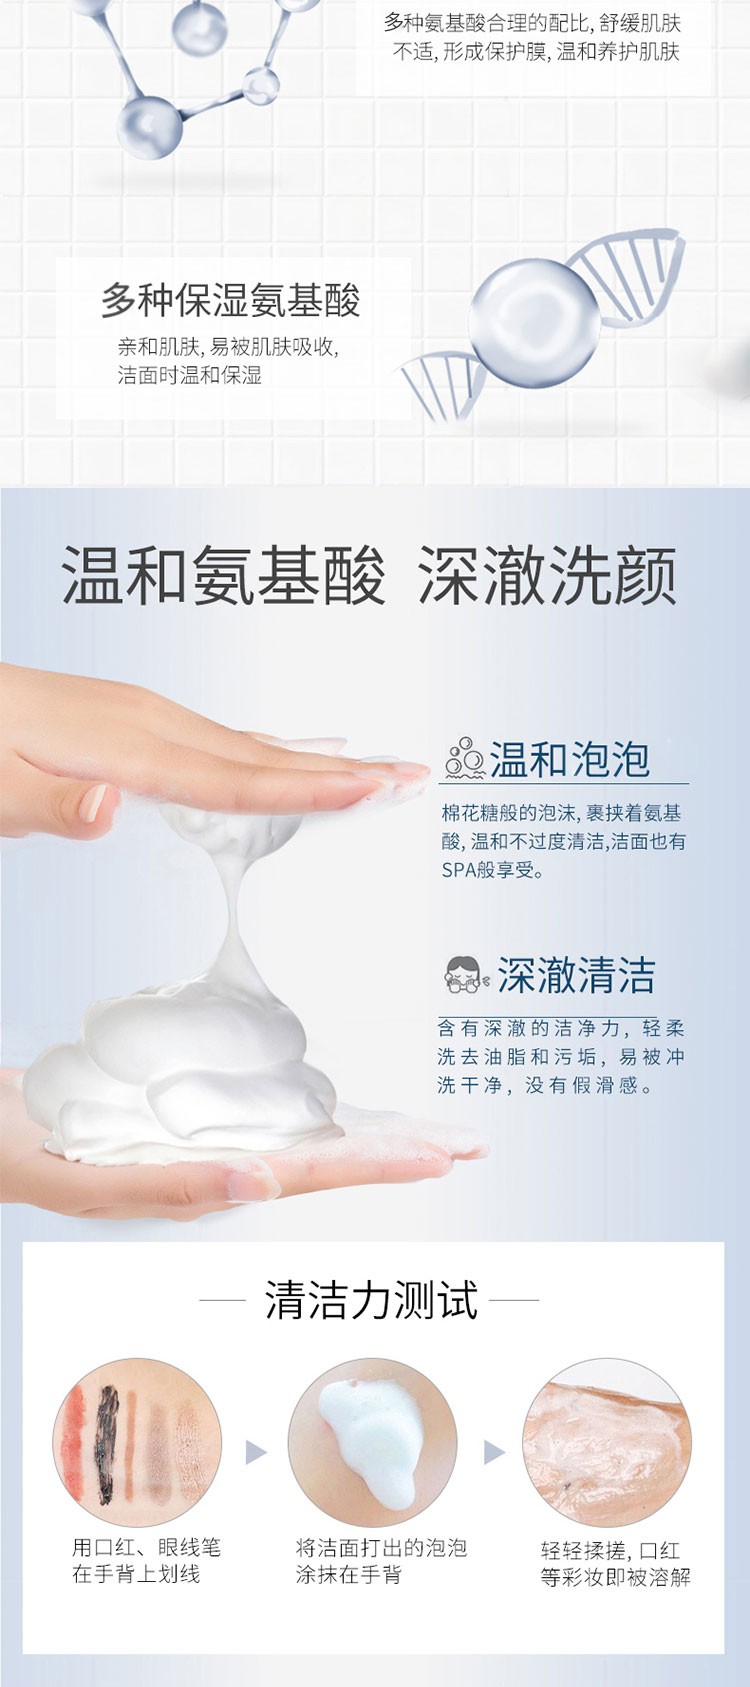 多种氨基酸合理的配比, 舒缓肌肤
不适, 形成保护膜, 温和养护肌肤
多种保湿氨基酸
亲和肌肤, 易被肌肤吸收,
洁面时温和保湿
温和氨基酸 深澈洗颜
温和泡泡
棉花糖般的泡沫, 裹挟着氨基
酸, 温和不过度清洁,洁面也有
SPA般享受。
深澈清洁
含有深澈的洁净力, 轻柔
洗去油脂和污垢, 易被冲
洗干净, 没有假滑感。
清洁力测试
用口红、眼线笔
在手背上划线
将洁面打出的泡泡
涂抹在手背
轻轻揉搓, 口红
等彩妆即被溶解